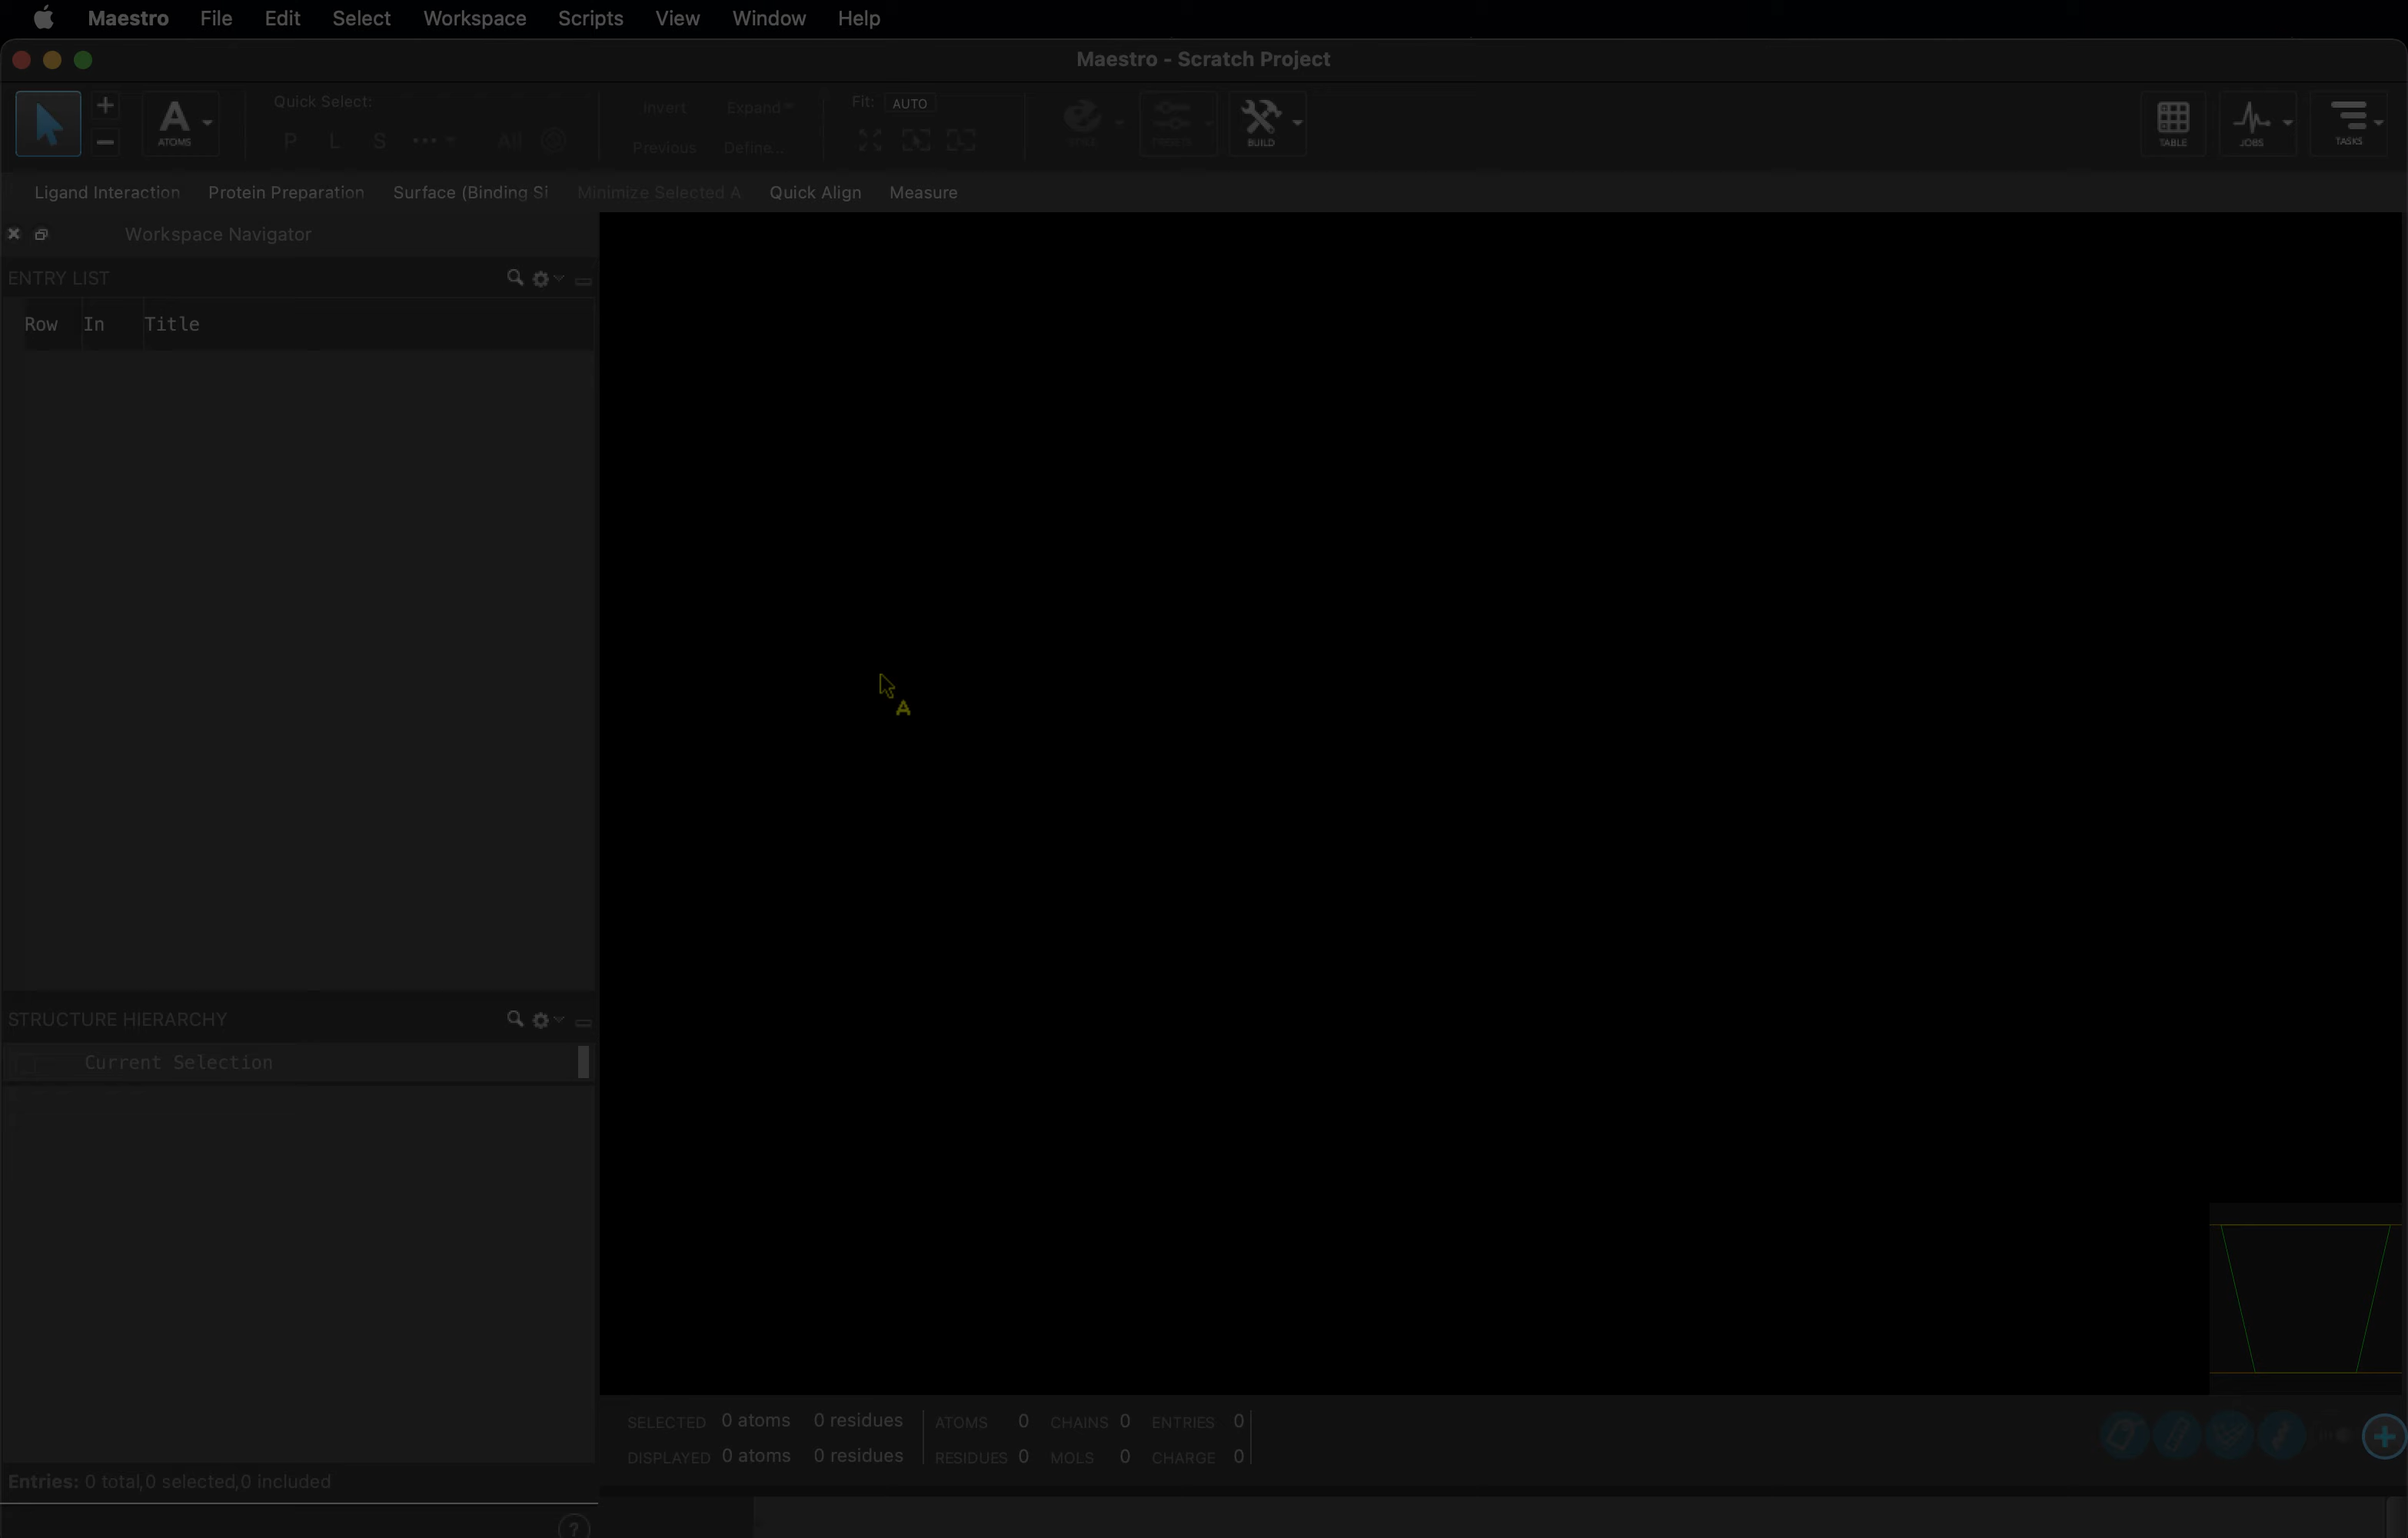 Maestro File Edit Select Workspace Scripts View Window Help
Maestro - Scratch Project
Quick Select:
Invert Expand
Fit: AUTO
A
ATOMS
P L S ... All
Previous Define...
BUILD
TABLE
JOBS
TASKS
Ligand Interaction Protein Preparation Surface (Binding Si Minimize Selected A Quick Align Measure
Workspace Navigator
ENTRY LIST
Row In Title
A
STRUCTURE HIERARCHY
Current Selection
SELECTED 0 atoms 0 residues ATOMS 0 CHAINS 0 ENTRIES 0
DISPLAYED 0 atoms 0 residues RESIDUES 0 MOLS 0 CHARGE 0
Entries: 0 total,0 selected,0 included
?